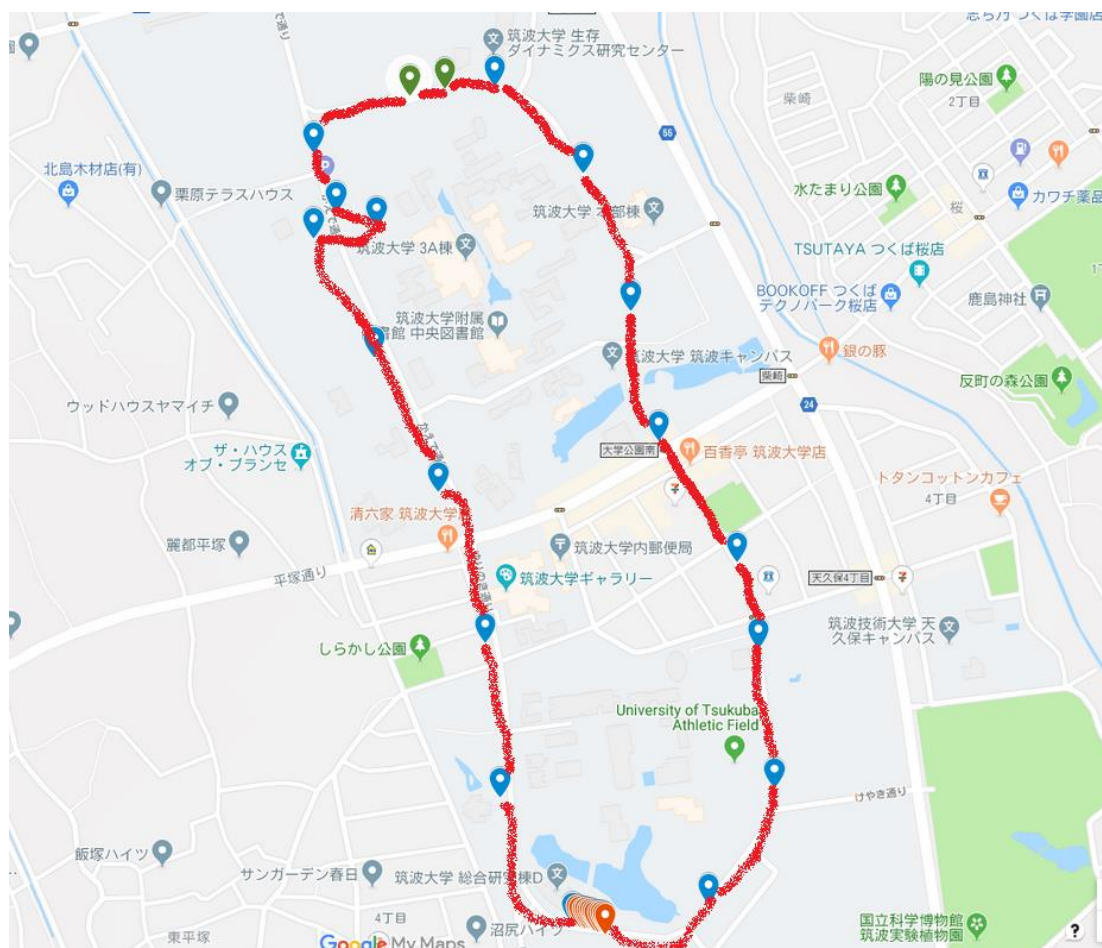 筑波大学 生存
ダイナミクス研究センター
陽の見公園
2丁目
柴崎
55
北島木材店(有)
栗原テラスハウス
P
水たまり公園
カワチ薬品
桜
筑波大学 本部棟
筑波大学 3A棟
TSUTAYA つくば桜店
BOOKOFF つくば
テクノパーク桜店
鹿島神社
1丁
筑波大学附属
書館 中央図書館
筑波大学 筑波キャンパス
銀の豚
柴崎
24
反町の森公園
ウッドハウスヤマイチ
ザ・ハウス
オブ・ブランセ
大学公園南
百香亭 筑波大学店
トタンコットンカフェ
4丁目
清六家 筑波大学
麗都平塚
筑波大学内郵便局
平塚通り
筑波大学ギャラリー
天久保4丁目
しらかし公園
筑波技術大学 天
久保キャンパス
University of Tsukuba
Athletic Field
けやき通り
飯塚ハイツ
サンガーデン春日
筑波大学 総合研究棟D
4丁目
沼尻ハイツ
東平塚
Google My Maps
国立科学博物館
筑波実験植物園
?